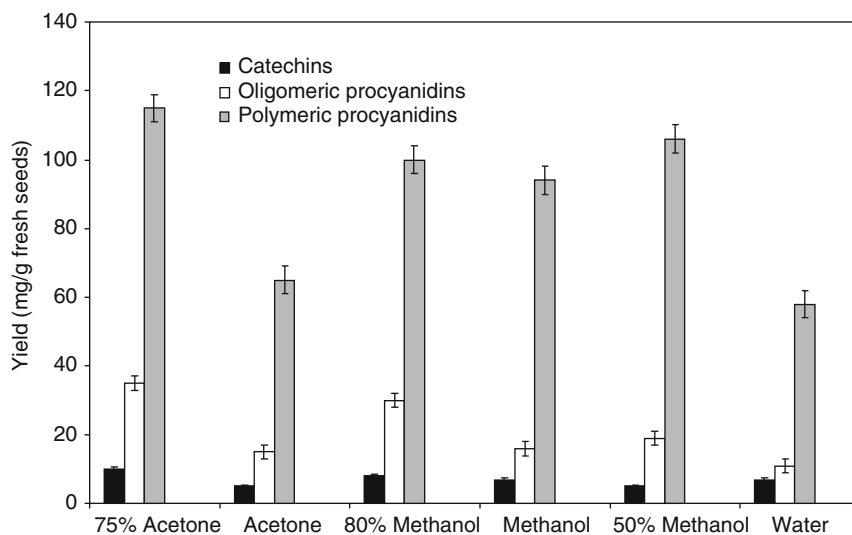 140
120
100
80
60
40
20
0
Yield (mg/g fresh seeds)
Catechins
Oligomeric procyanidins
Polymeric procyanidins
75% Acetone Acetone 80% Methanol Methanol 50% Methanol Water